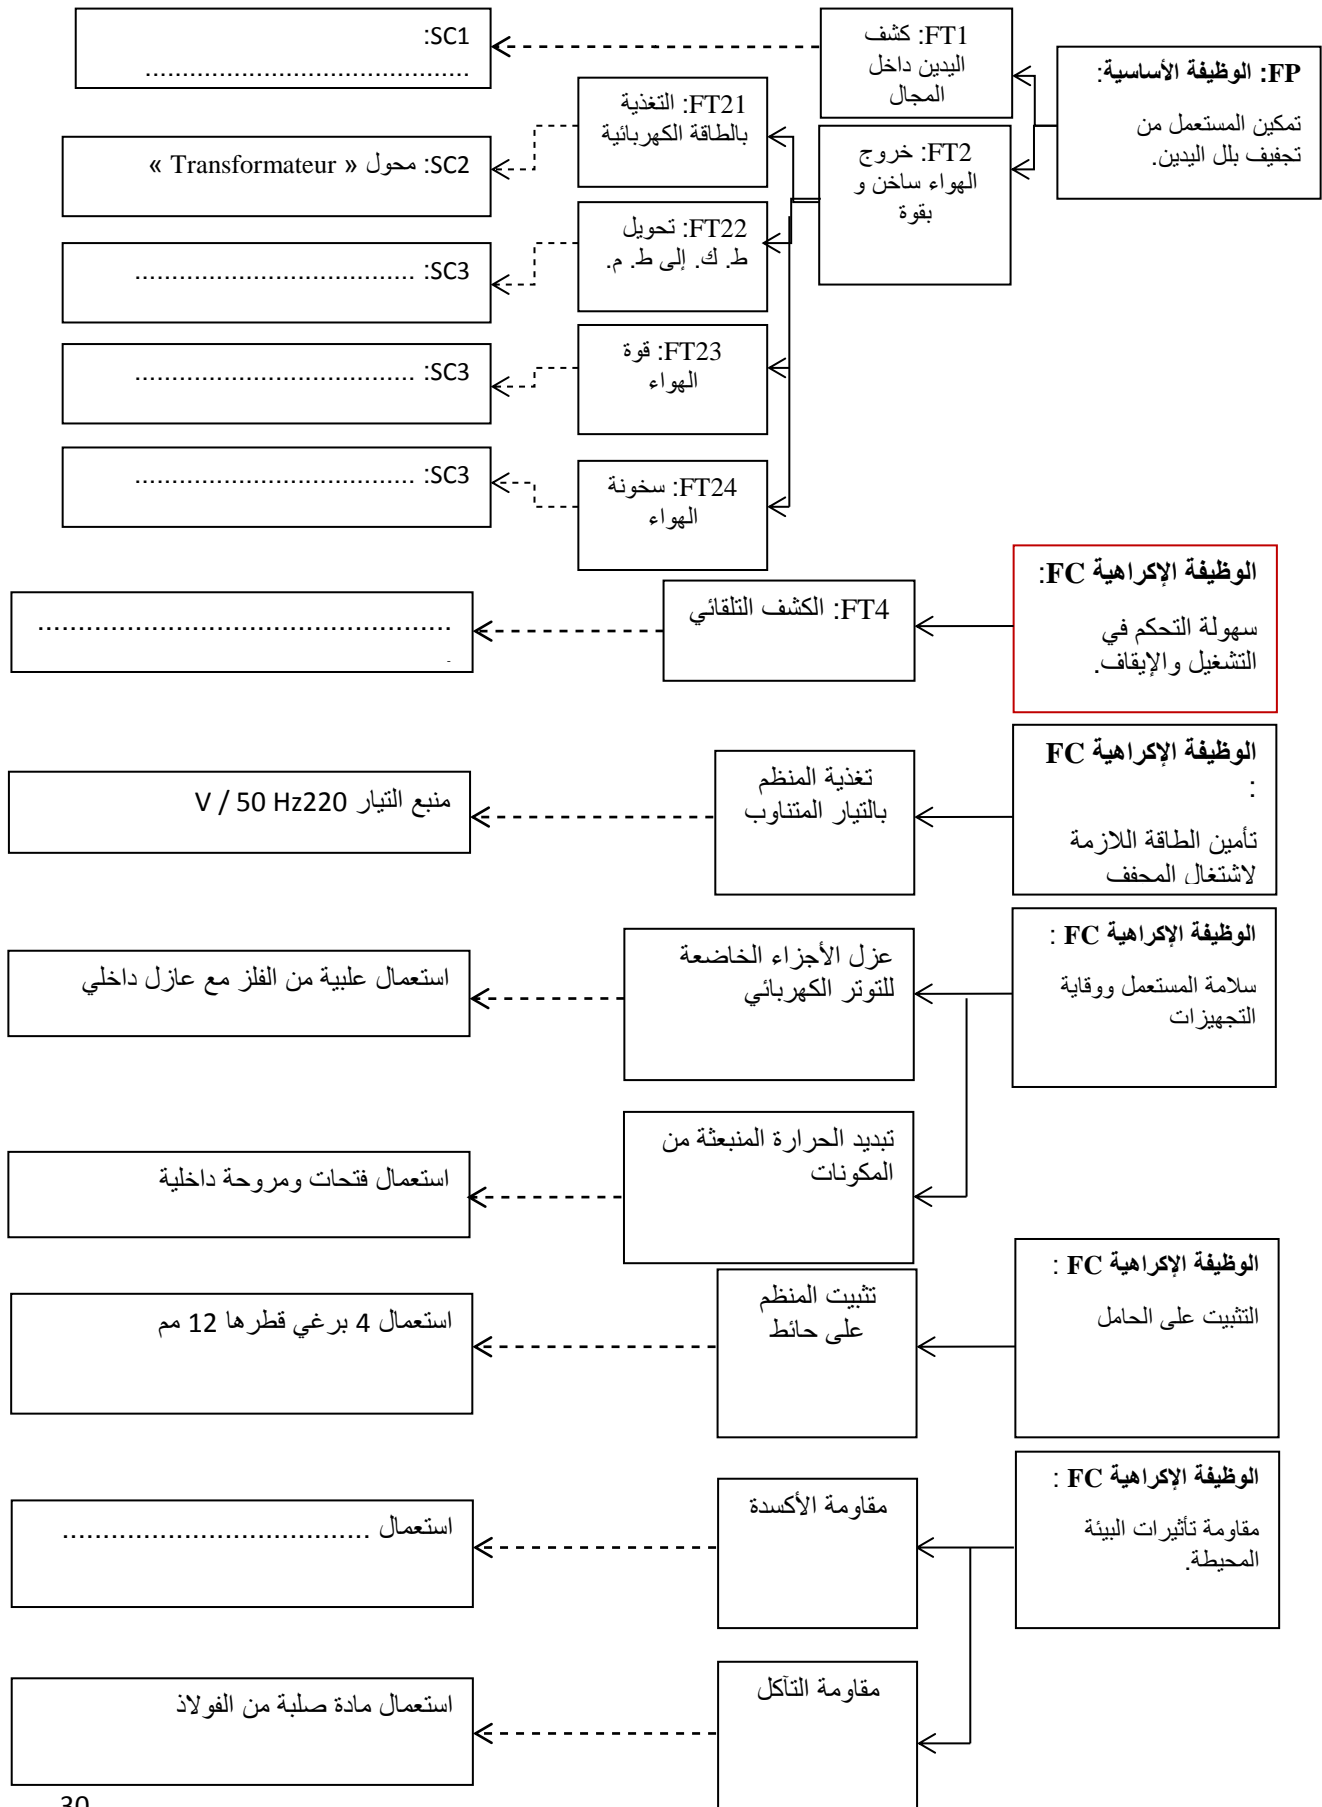 FP: الوظيفة الأساسية:
تمكين المستعمل من
تجفيف بلل اليدين.
FT1: كشف
اليدين داخل
المجال
SC1:
.........................................
FT2: خروج
الهواء ساخن و
بقوة
FT21: التغذية
بالطاقة الكهربائية
SC2: محول « Transformateur »
FT22: تحويل
ط. ك. إلى ط. م.
SC3: ...................................
FT23: قوة
الهواء
SC3: ...................................
FT24: سخونة
الهواء
SC3: ...................................
الوظيفة الإكراهية FC:
سهولة التحكم في
التشغيل والإيقاف.
FT4: الكشف التلقائي
....................................................
.
الوظيفة الإكراهية FC
:
تأمين الطاقة اللازمة
لاشتغال المجفف
تغذية المنظم
بالتيار المتناوب
منبع التيار V / 50 Hz220
الوظيفة الإكراهية FC :
سلامة المستعمل ووقاية
التجهيزات
عزل الأجزاء الخاضعة
للتوتر الكهربائي
استعمال علبية من الفلز مع عازل داخلي
تبديد الحرارة المنبعثة من
المكونات
استعمال فتحات ومروحة داخلية
الوظيفة الإكراهية FC :
التثبيت على الحامل
تثبيت المنظم
على حائط
استعمال 4 برغي قطرها 12 مم
الوظيفة الإكراهية FC :
مقاومة تأثيرات البيئة
المحيطة.
مقاومة الأكسدة
استعمال ......................................
مقاومة التآكل
استعمال مادة صلبة من الفولاذ
30